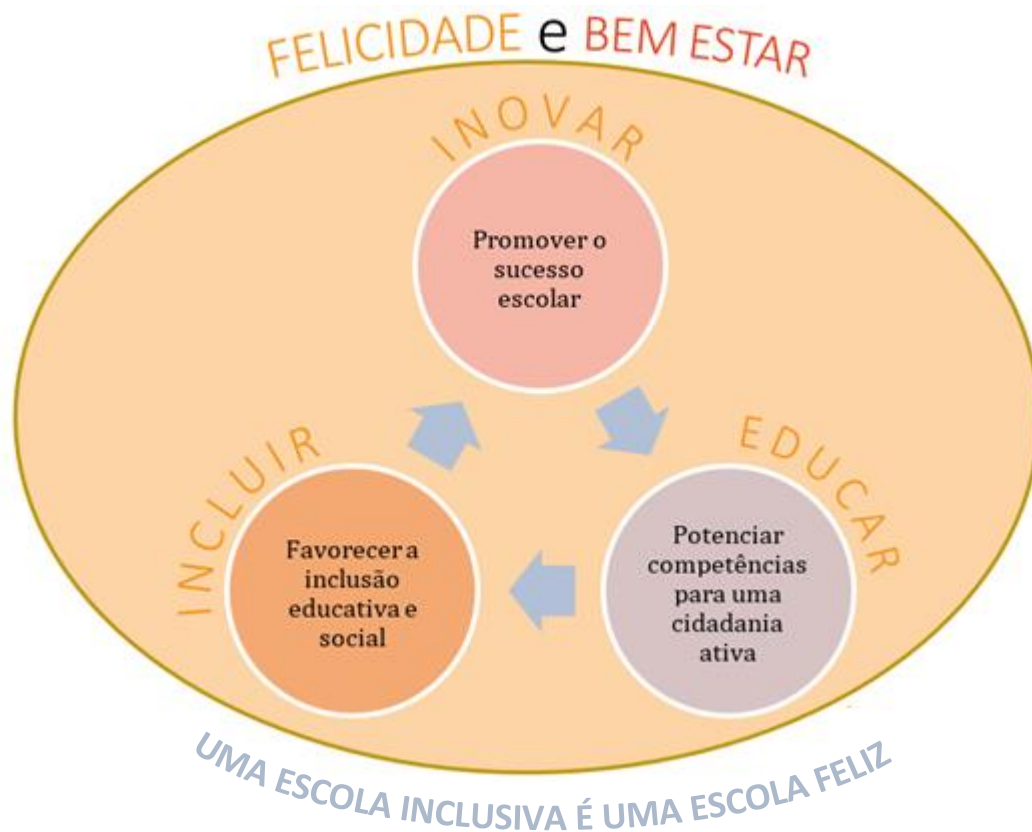 FELICIDADE e BEM ESTAR
INOVAR
Promover o
sucesso
escolar
EDUCAR
Potenciar
competências
para uma
cidadania
ativa
INCLUIR
Favorecer a
inclusão
educativa e
social
UMA ESCOLA INCLUSIVA É UMA ESCOLA FELIZ